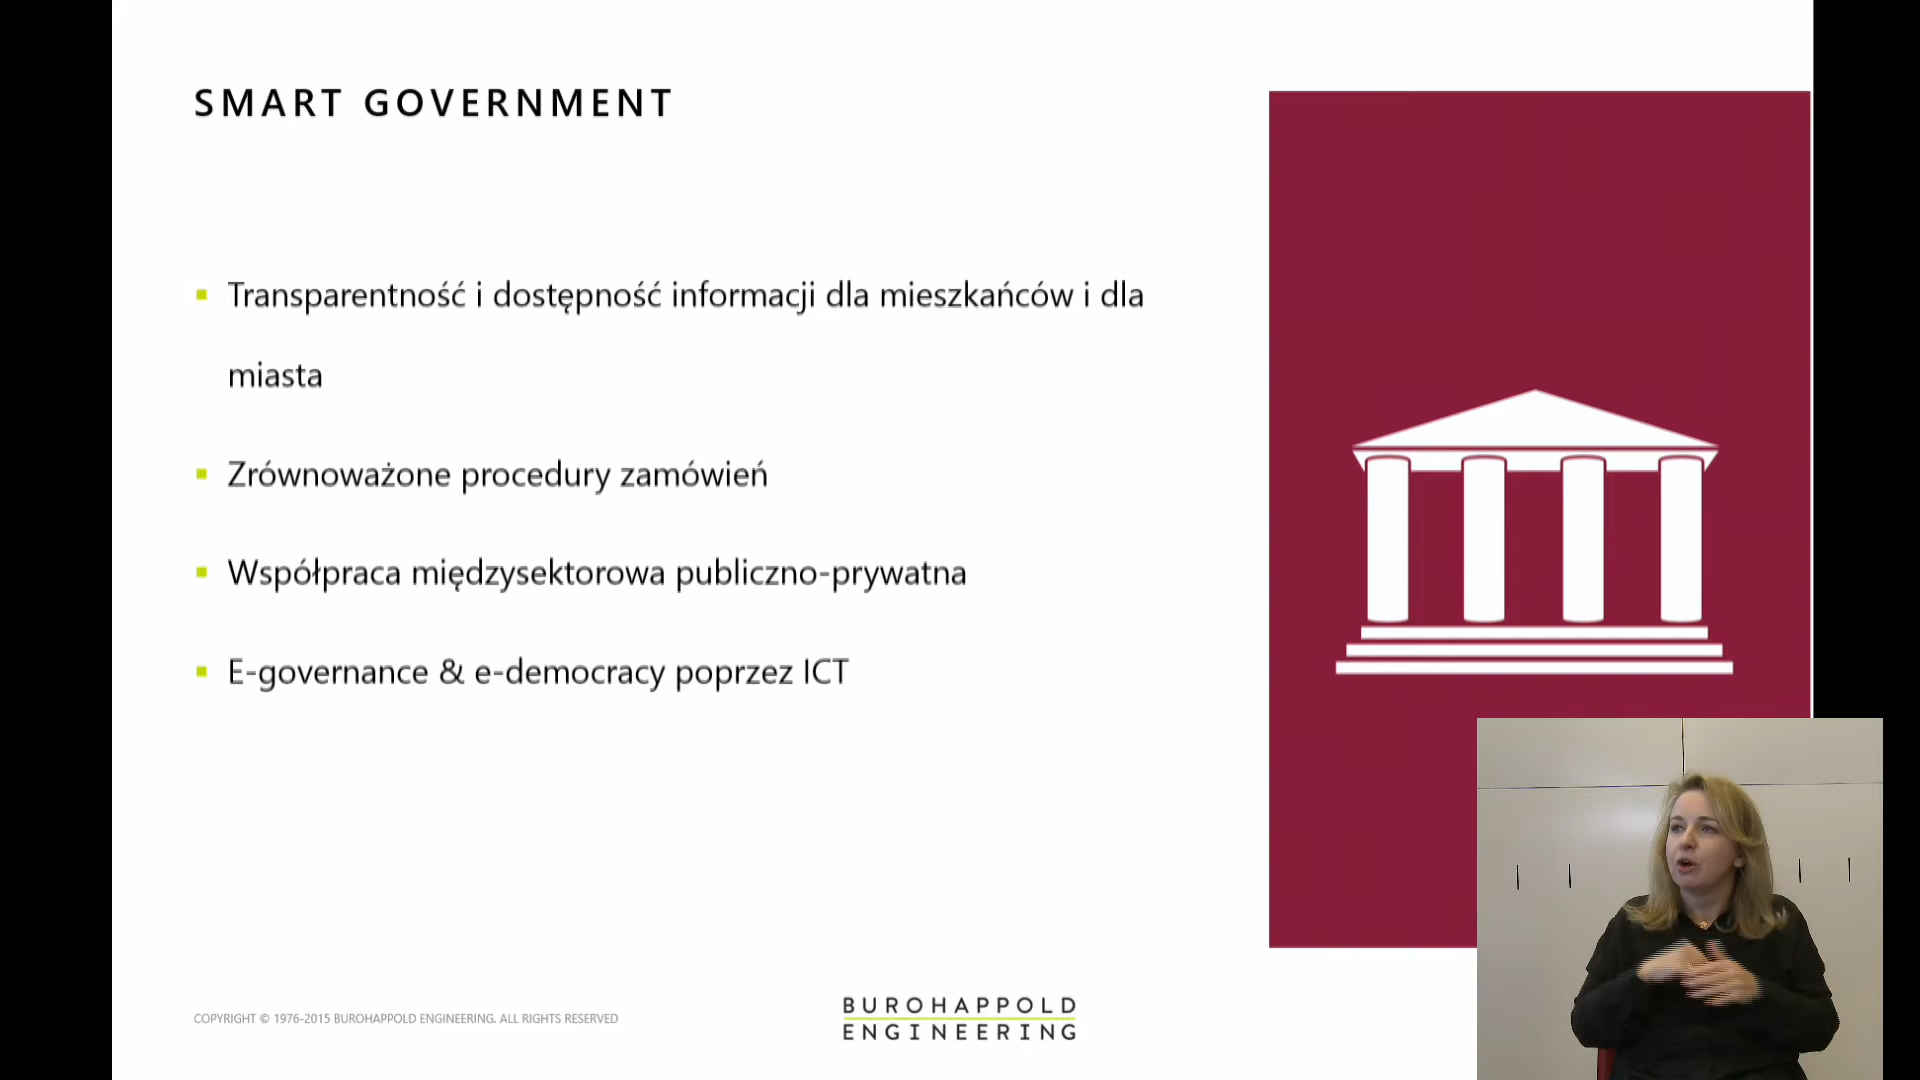 SMART GOVERNMENT
Transparentność i dostępność informacji dla mieszkańców i dla
miasta
Zrównoważone procedury zamówień
Współpraca międzysektorowa publiczno-prywatna
E-governance & e-democracy poprzez ICT
COPYRIGHT © 1976-2015 BUROHAPPOLD ENGINEERING. ALL RIGHTS RESERVED
BUROHAPPOLD
ENGINEERING